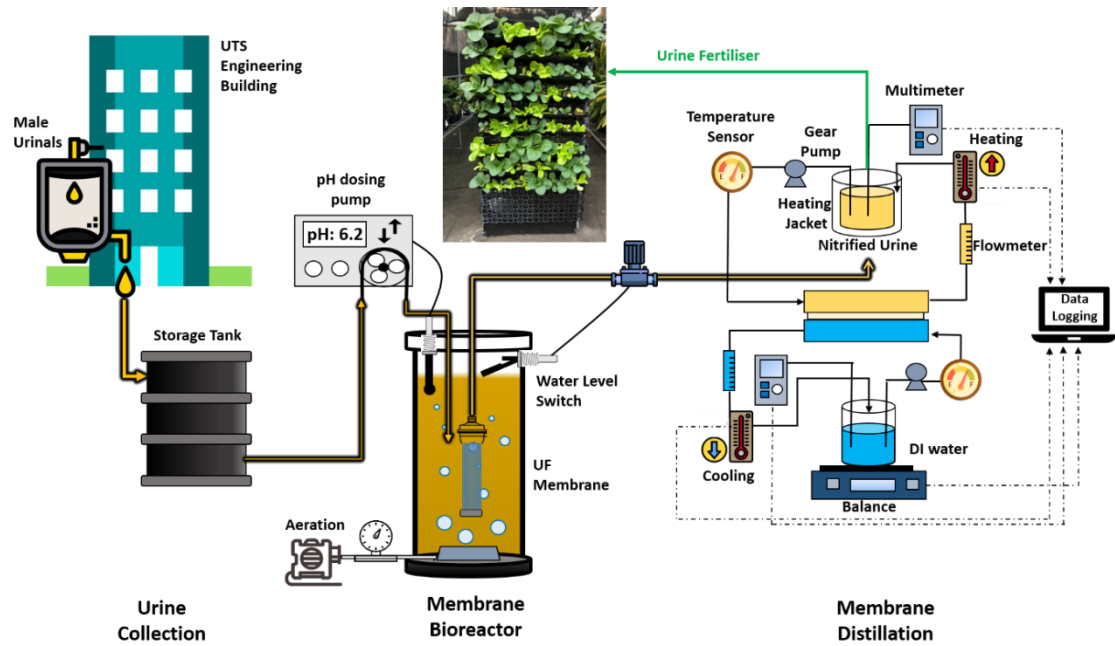 UTS
Engineering
Building
Male
Urinals
Storage Tank
pH dosing
pump
pH: 6.2
Aeration
Water Level
Switch
UF
Membrane
Urine Fertiliser
Temperature
Sensor
Gear
Pump
Multimeter
Heating
E F
Heating
Jacket
Nitrified Urine
Flowmeter
Data
Logging
E F
Cooling
DI water
Balance
Urine
Collection
Membrane
Bioreactor
Membrane
Distillation